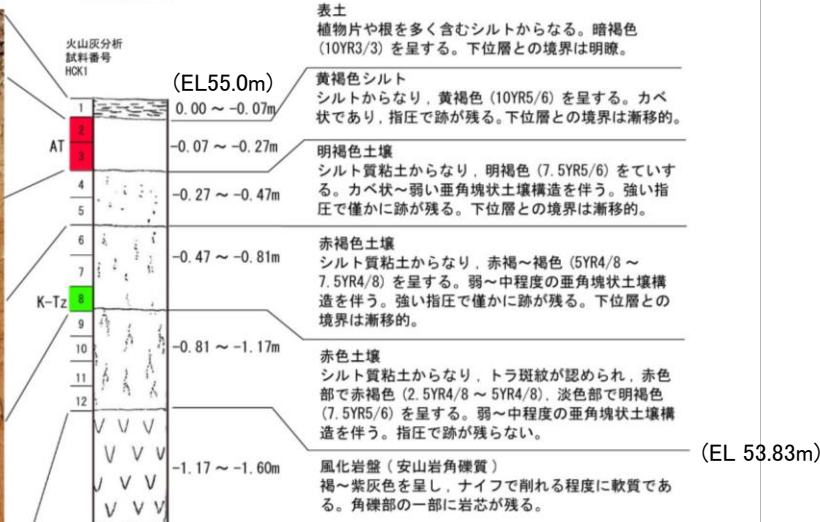 火山灰分析
試料番号
HCK1
(EL55.0m)
1
2
3
4
5
6
7
8
9
10
11
12
AT
K-Tz
0.00 ～ -0.07m
-0.07 ～ -0.27m
-0.27 ～ -0.47m
-0.47 ～ -0.81m
-0.81 ～ -1.17m
-1.17 ～ -1.60m
表土
植物片や根を多く含むシルトからなる。暗褐色
(10YR3/3) を呈する。下位層との境界は明瞭。
黄褐色シルト
シルトからなり，黄褐色 (10YR5/6) を呈する。カベ
状であり，指圧で跡が残る。下位層との境界は漸移的。
明褐色土壌
シルト質粘土からなり，明褐色 (7.5YR5/6) をていす
る。カベ状～弱い亜角塊状土壌構造を伴う。強い指
圧で僅かに跡が残る。下位層との境界は漸移的。
赤褐色土壌
シルト質粘土からなり，赤褐～褐色 (5YR4/8 ～
7.5YR4/8) を呈する。弱～中程度の亜角塊状土壌構
造を伴う。強い指圧で僅かに跡が残る。下位層との
境界は漸移的。
赤色土壌
シルト質粘土からなり，トラ斑紋が認められ，赤色
部で赤褐色 (2.5YR4/8 ～ 5YR4/8)，淡色部で明褐色
(7.5YR5/6) を呈する。弱～中程度の亜角塊状土壌構
造を伴う。指圧で跡が残らない。
(EL 53.83m)
風化岩盤 ( 安山岩角礫質 )
褐～紫灰色を呈し，ナイフで削れる程度に軟質であ
る。角礫部の一部に岩芯が残る。